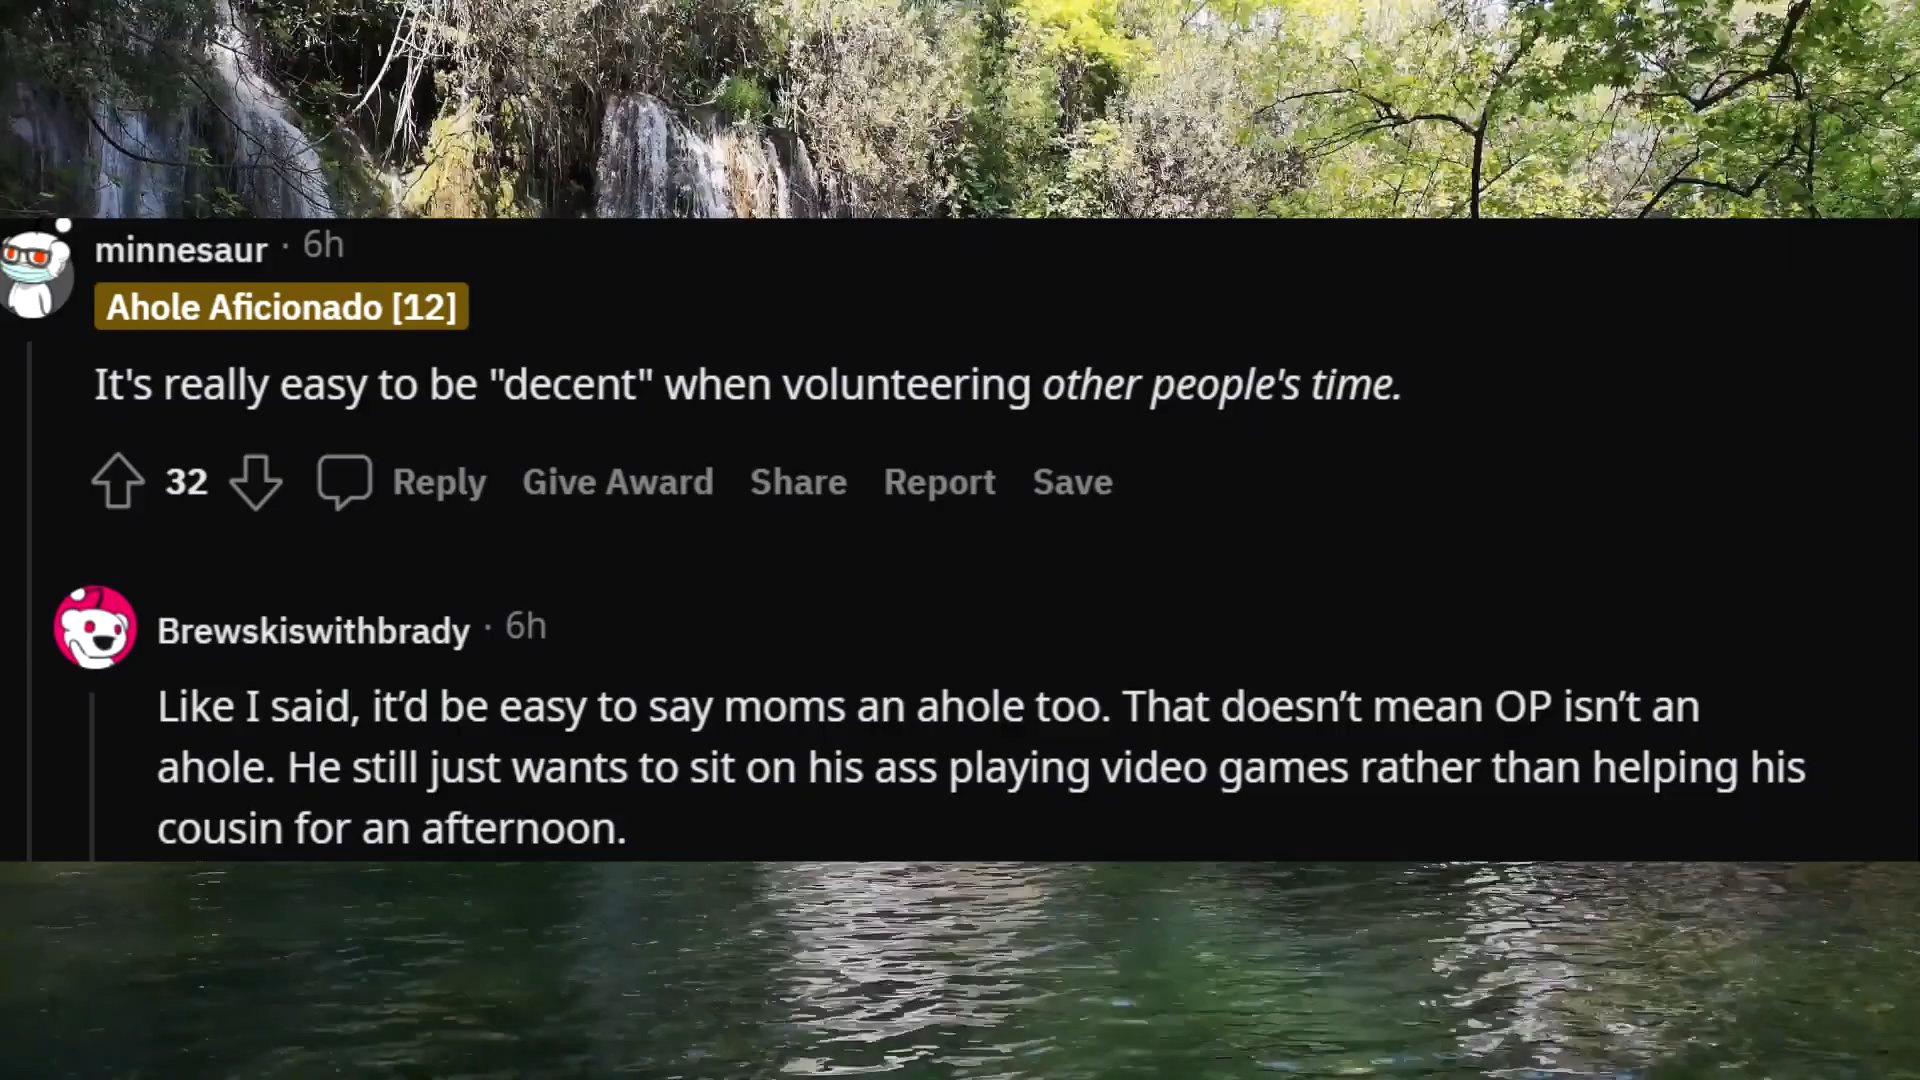 minnesaur · 6h
Ahole Aficionado [12]
It's really easy to be "decent" when volunteering other people's time.
32 Reply Give Award Share Report Save
Brewskiswithbrady · 6h
Like I said, it’d be easy to say moms an ahole too. That doesn’t mean OP isn’t an
ahole. He still just wants to sit on his ass playing video games rather than helping his
cousin for an afternoon.